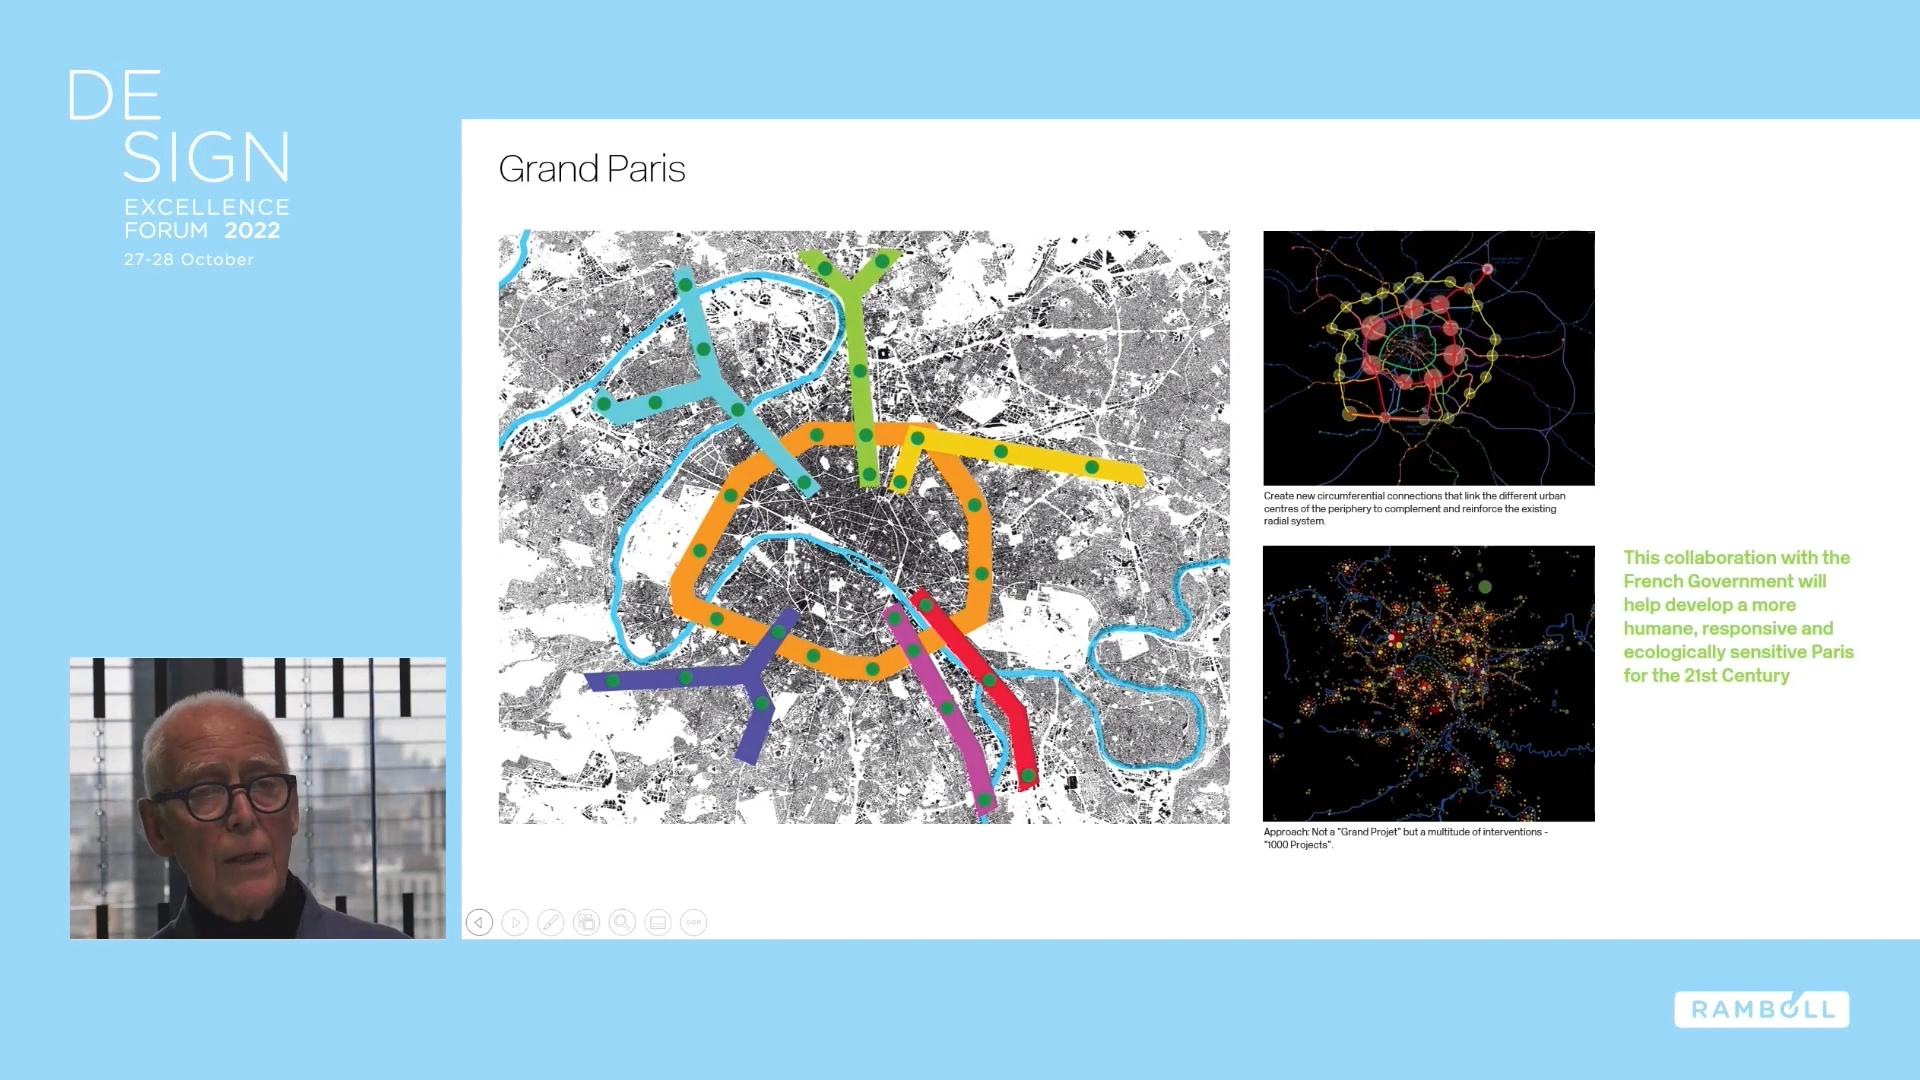 DE
SIGN
EXCELLENCE
FORUM 2022
27-28 October
Grand Paris
Create new circumferential connections that link the different urban
centres of the periphery to complement and reinforce the existing
radial system.
This collaboration with the
French Government will
help develop a more
humane, responsive and
ecologically sensitive Paris
for the 21st Century
Approach: Not a "Grand Projet" but a multitude of interventions -
"1000 Projects".
RAMBOLL